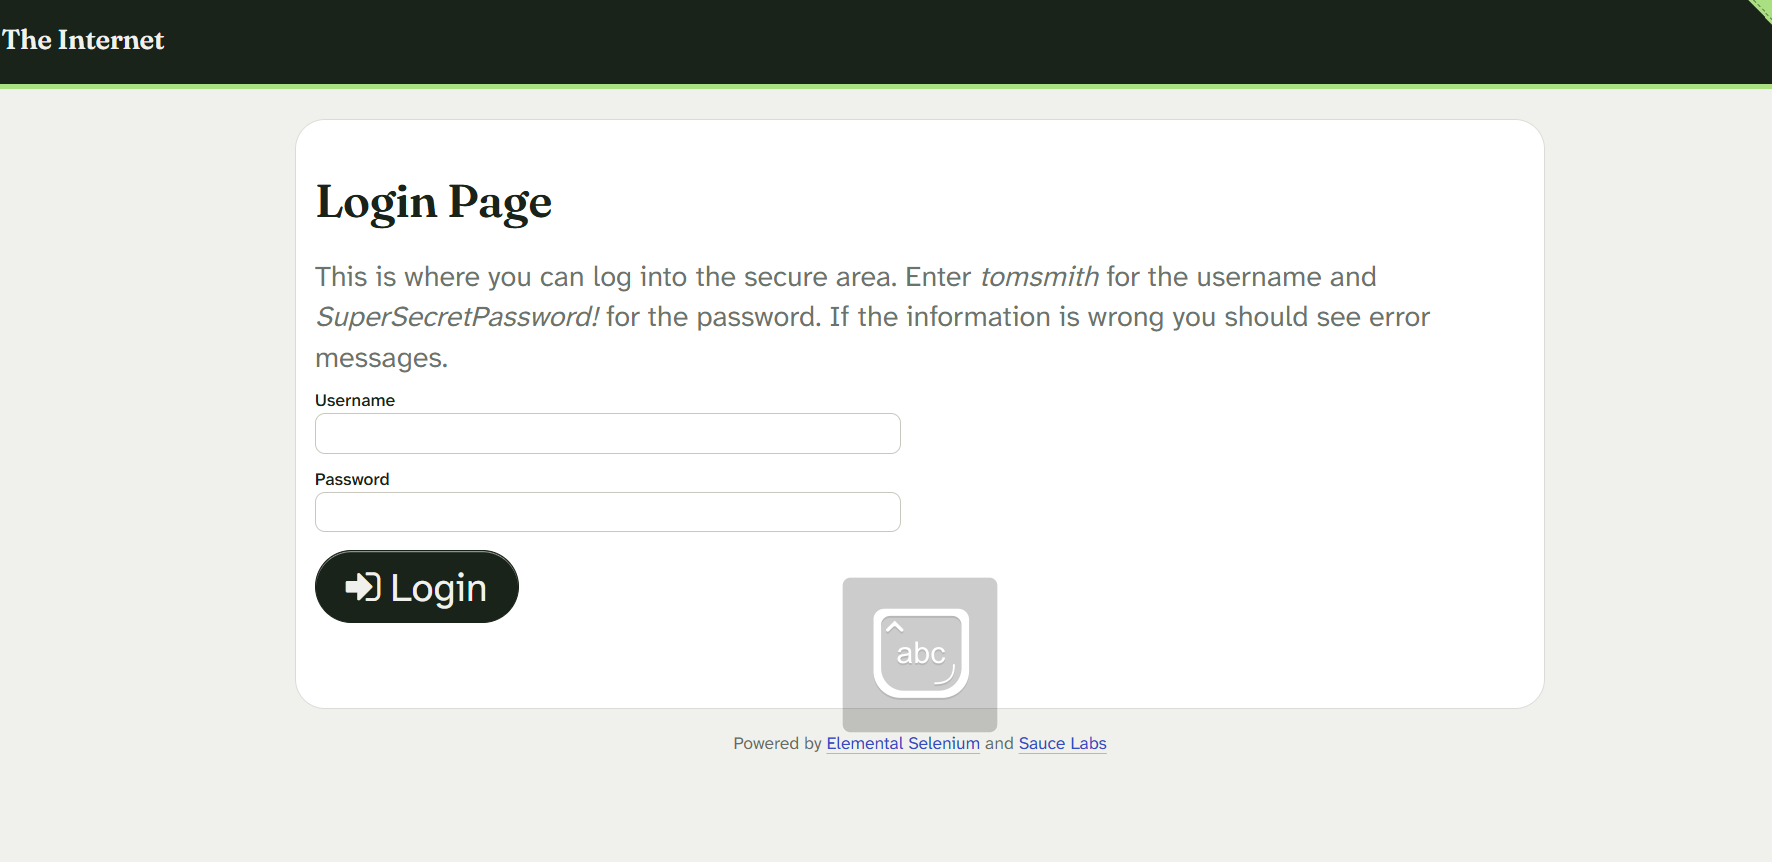 The Internet
Login Page
This is where you can log into the secure area. Enter tomsmith for the username and
SuperSecretPassword! for the password. If the information is wrong you should see error
messages.
Username
Password
Login
abc
Powered by Elemental Selenium and Sauce Labs